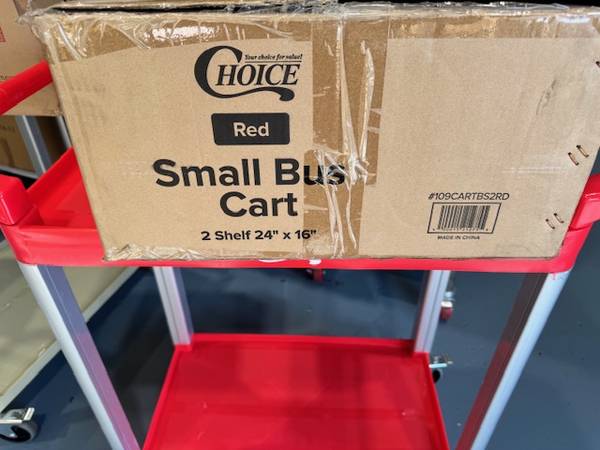 Your choice for value!
CHOICE
Red
Small Bus
Cart
2 Shelf 24" x 16"
#109CARTBS2RD
MADE IN CHINA